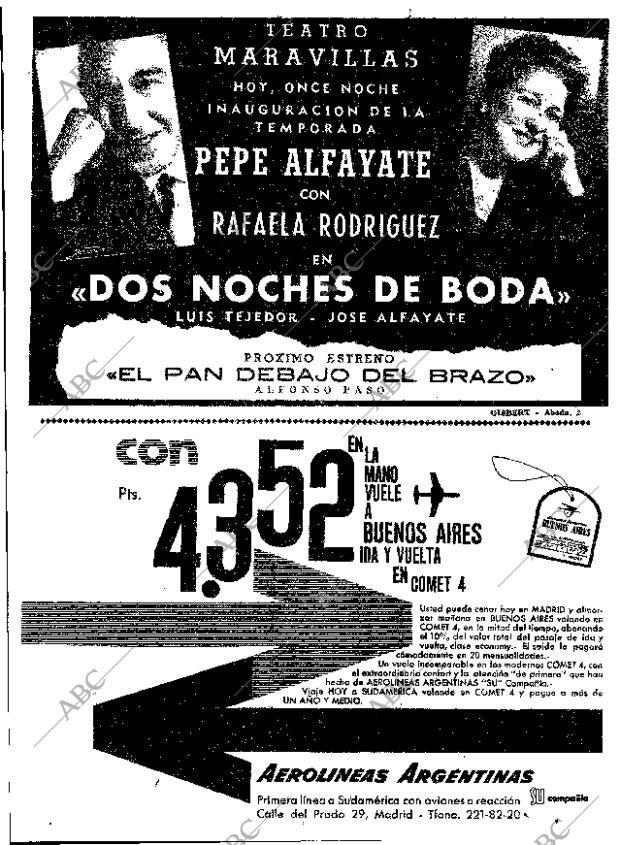 TEATRO
MARAVILLAS
HOY, ONCE NOCHE
INAUGURACION DE LA
TEMPORADA
PEPE ALFAYATE
CON
RAFAELA RODRIGUEZ
EN
«DOS NOCHES DE BODA»
LUIS TEJEDOR - JOSE ALFAYATE
PROXIMO ESTRENO
«EL PAN DEBAJO DEL BRAZO»
ALFONSO PASO
GISBERT - Abada, 2
con
Pts. 4.352
EN
LA
MANO
VUELE
A
BUENOS AIRES
IDA Y VUELTA
EN
COMET 4
BUENOS AIRES
Usted puede cenar hoy en MADRID y almor-
zar mañana en BUENOS AIRES volando en
COMET 4, en la mitad del tiempo, abonando
el 10%, del valor total del pasaje de ida y
vuelta, clase economy.- El saldo lo pagará
cómodamente en 20 mensualidades.-
Un vuelo incomparable en los modernos COMET 4, con
el extraordinario confort y la atención "de primera" que han
hecho de AEROLINEAS ARGENTINAS "SU" Compañía.-
Viaje HOY a SUDAMERICA volando en COMET 4 y pague a más de
UN AÑO Y MEDIO.
AEROLINEAS ARGENTINAS
Primera línea a Sudamérica con aviones a reacción SU compañía
Calle del Prado 29, Madrid - Tfono. 221-82-20